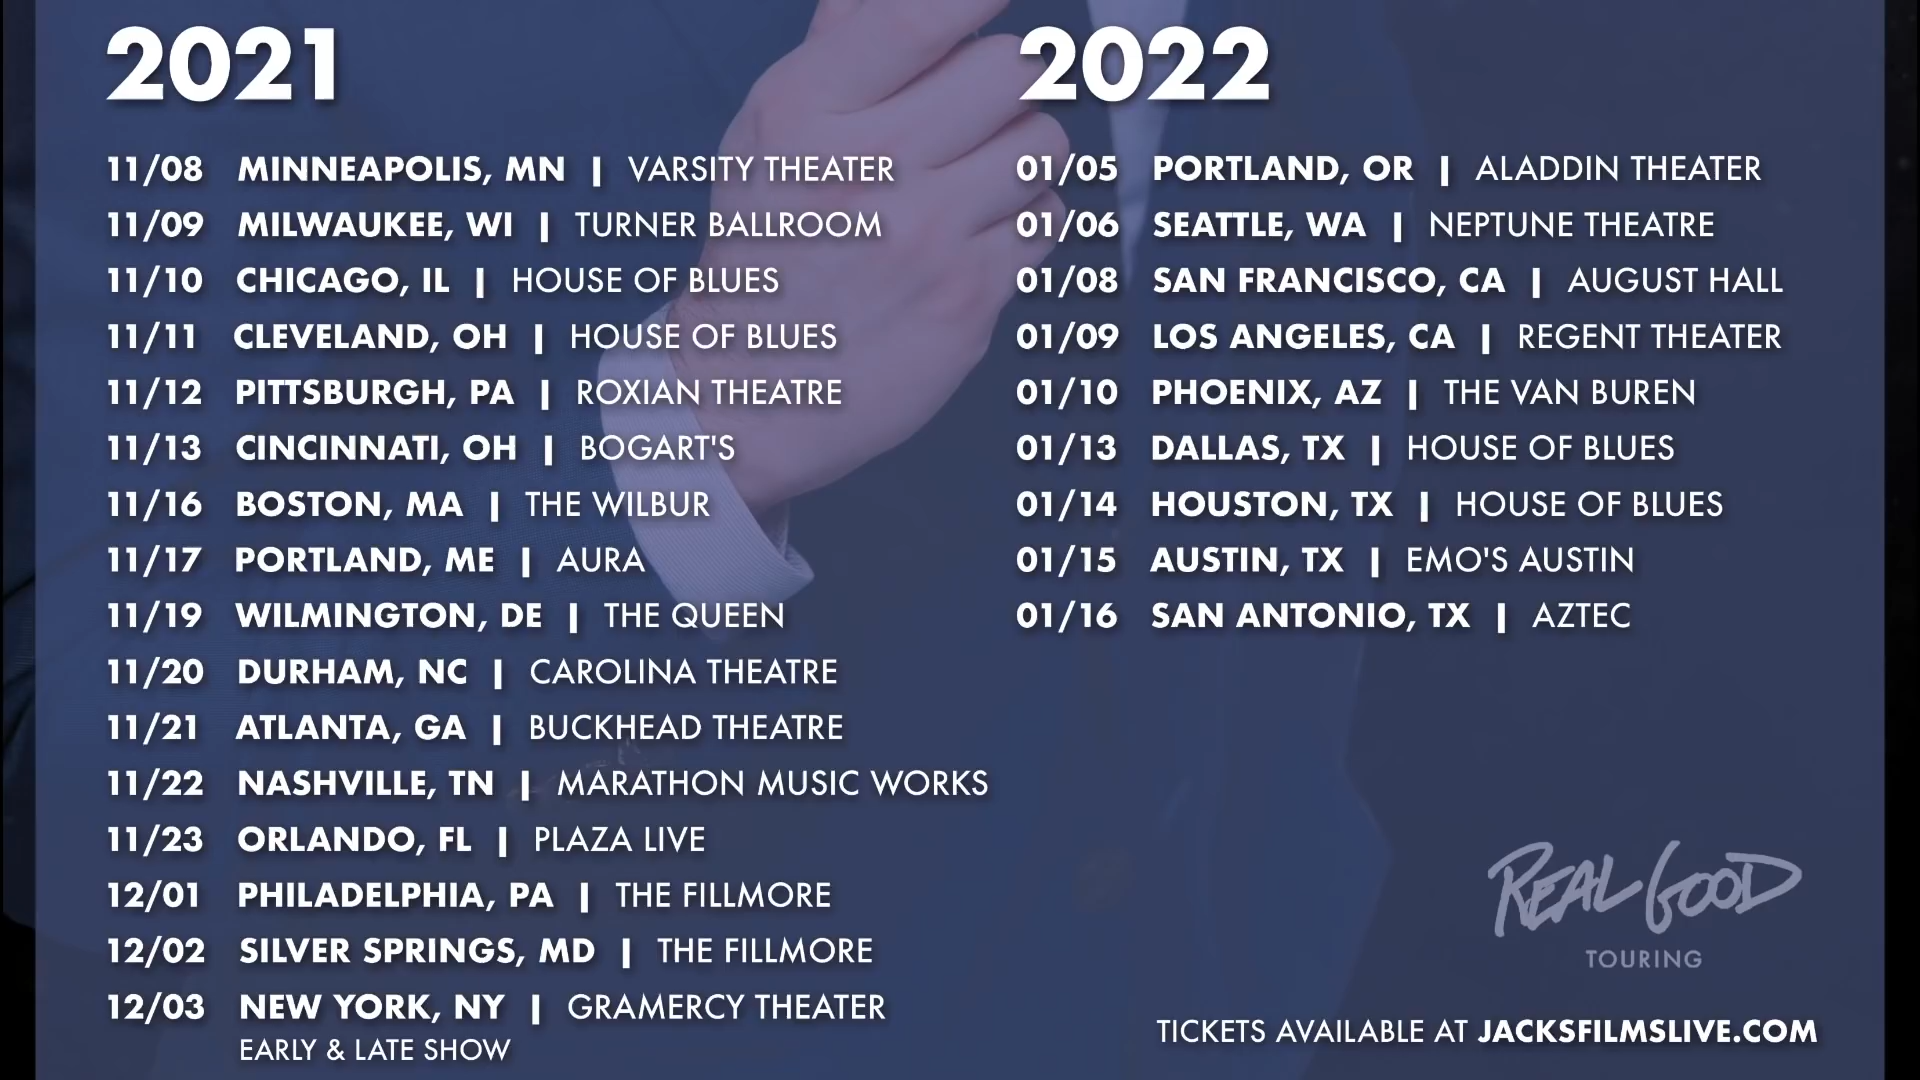 2021
11/08 MINNEAPOLIS, MN | VARSITY THEATER
11/09 MILWAUKEE, WI | TURNER BALLROOM
11/10 CHICAGO, IL | HOUSE OF BLUES
11/11 CLEVELAND, OH | HOUSE OF BLUES
11/12 PITTSBURGH, PA | ROXIAN THEATRE
11/13 CINCINNATI, OH | BOGART'S
11/16 BOSTON, MA | THE WILBUR
11/17 PORTLAND, ME | AURA
11/19 WILMINGTON, DE | THE QUEEN
11/20 DURHAM, NC | CAROLINA THEATRE
11/21 ATLANTA, GA | BUCKHEAD THEATRE
11/22 NASHVILLE, TN | MARATHON MUSIC WORKS
11/23 ORLANDO, FL | PLAZA LIVE
12/01 PHILADELPHIA, PA | THE FILLMORE
12/02 SILVER SPRINGS, MD | THE FILLMORE
12/03 NEW YORK, NY | GRAMERCY THEATER
EARLY & LATE SHOW
2022
01/05 PORTLAND, OR | ALADDIN THEATER
01/06 SEATTLE, WA | NEPTUNE THEATRE
01/08 SAN FRANCISCO, CA | AUGUST HALL
01/09 LOS ANGELES, CA | REGENT THEATER
01/10 PHOENIX, AZ | THE VAN BUREN
01/13 DALLAS, TX | HOUSE OF BLUES
01/14 HOUSTON, TX | HOUSE OF BLUES
01/15 AUSTIN, TX | EMO'S AUSTIN
01/16 SAN ANTONIO, TX | AZTEC
REAL GOOD
TOURING
TICKETS AVAILABLE AT JACKSFILMSLIVE.COM